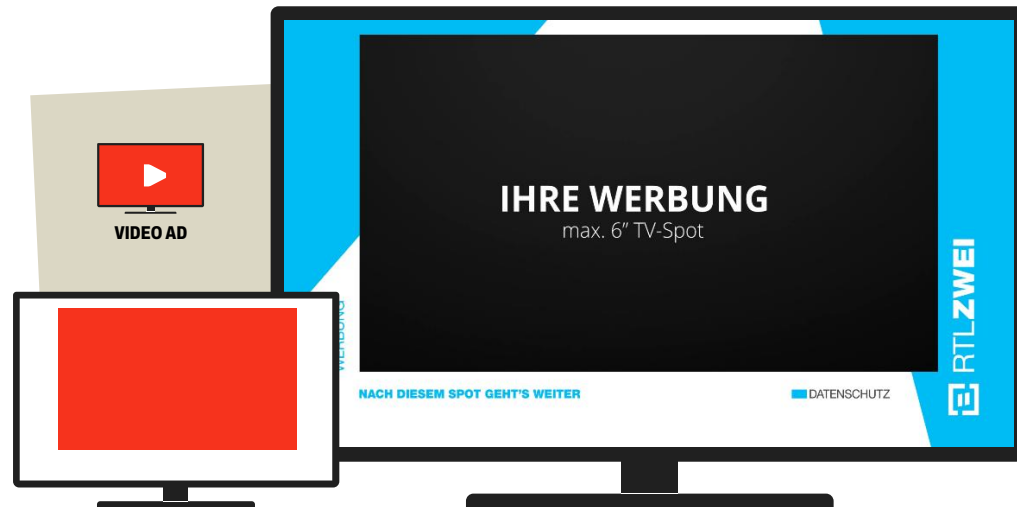 IHRE WERBUNG
max. 6” TV-Spot
VIDEO AD
WERBUNG
NACH DIESEM SPOT GEHT'S WEITER
DATENSCHUTZ
RTLZWEI